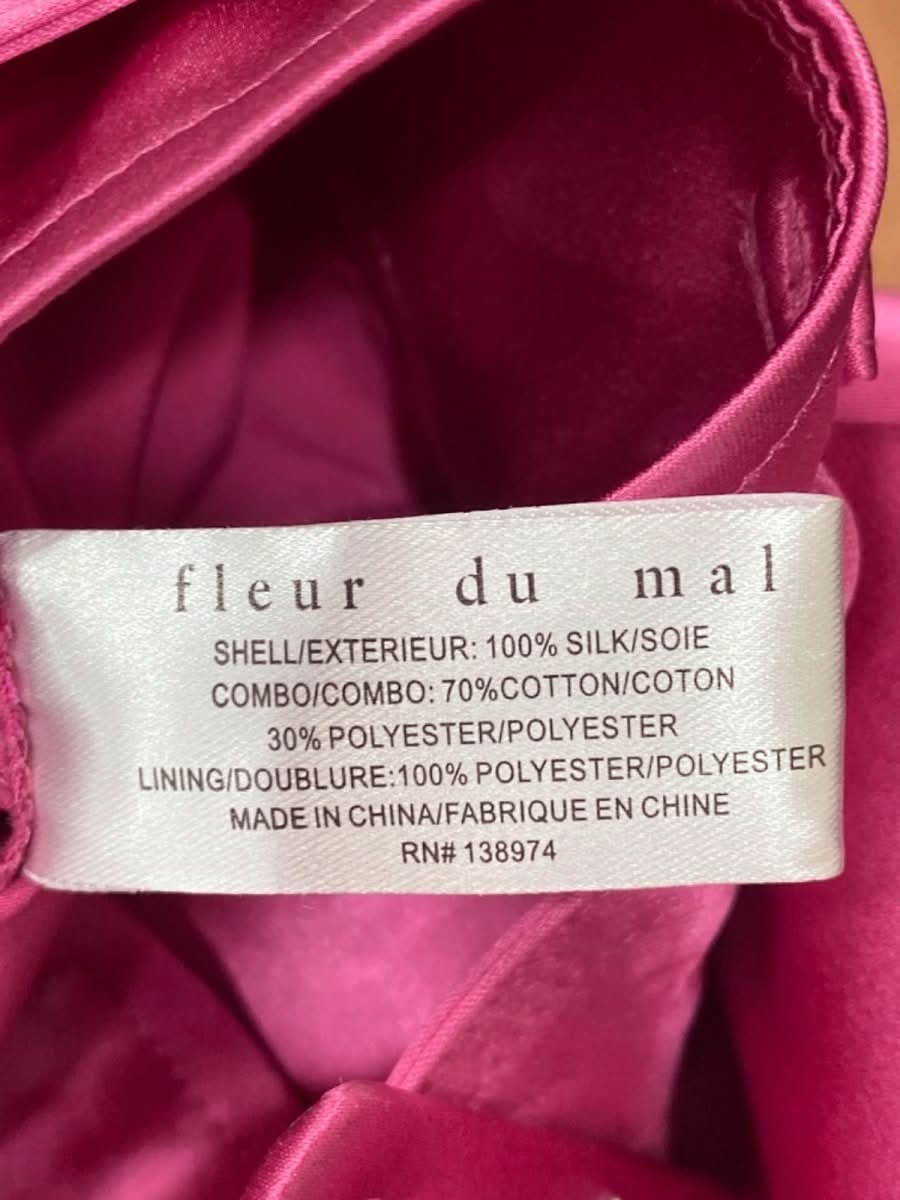 fleur du mal
SHELL/EXTERIEUR: 100% SILK/SOIE
COMBO/COMBO: 70%COTTON/COTON
30% POLYESTER/POLYESTER
LINING/DOUBLURE:100% POLYESTER/POLYESTER
MADE IN CHINA/FABRIQUE EN CHINE
RN# 138974